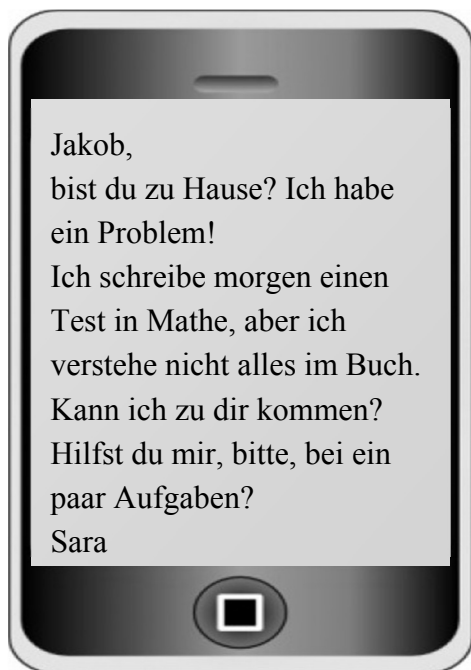 Jakob,
bist du zu Hause? Ich habe
ein Problem!
Ich schreibe morgen einen
Test in Mathe, aber ich
verstehe nicht alles im Buch.
Kann ich zu dir kommen?
Hilfst du mir, bitte, bei ein
paar Aufgaben?
Sara